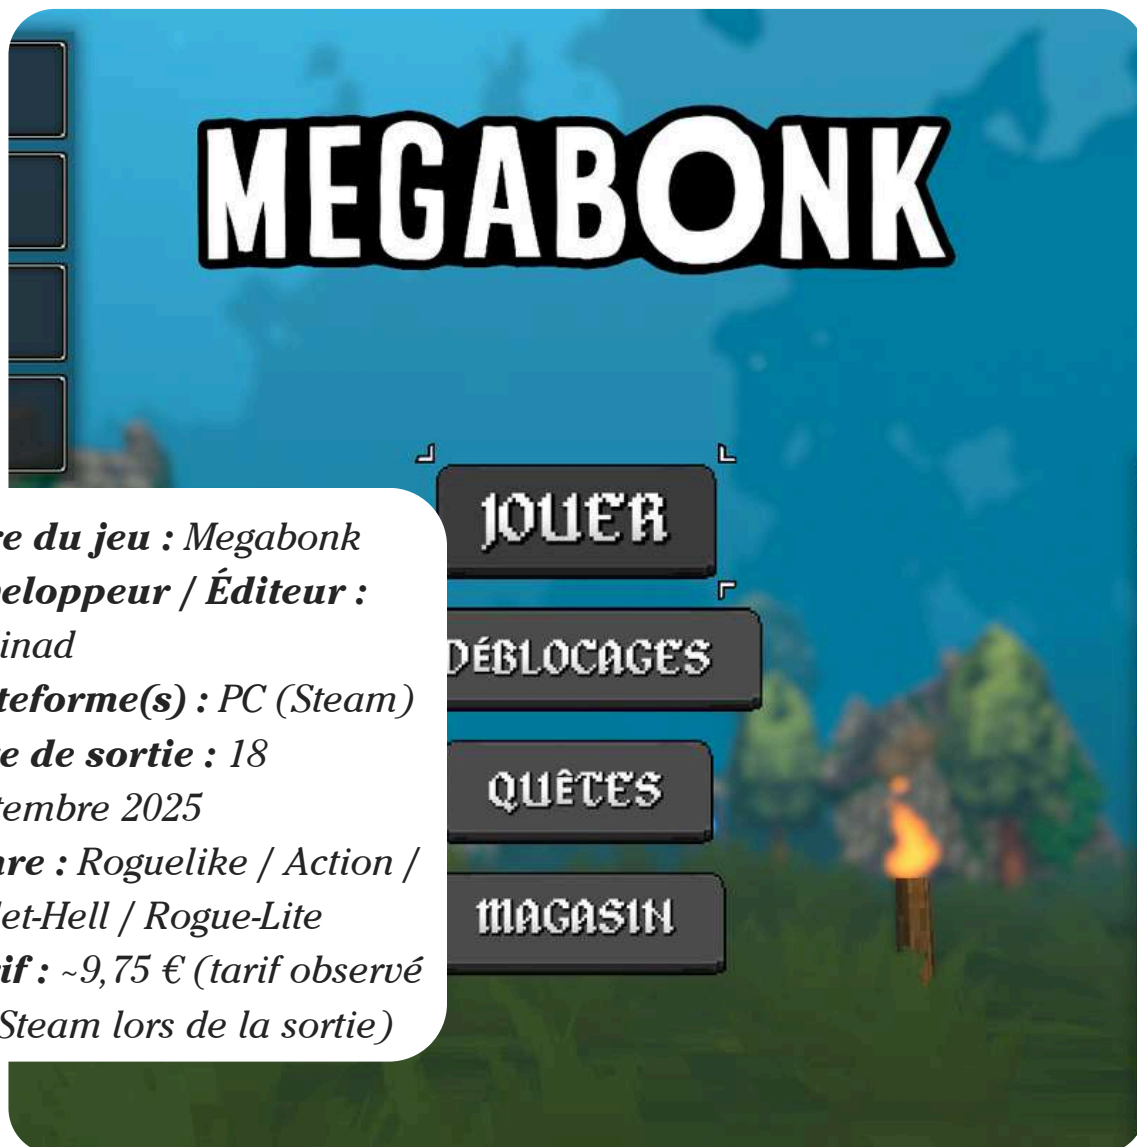 MEGABONK
JOUER
DÉBLOCAGES
QUÊTES
MAGASIN
re du jeu : Megabonk
eloppeur / Éditeur :
inad
teforme(s) : PC (Steam)
e de sortie : 18
tembre 2025
nre : Roguelike / Action /
let-Hell / Rogue-Lite
if : ~9,75 € (tarif observé
Steam lors de la sortie)